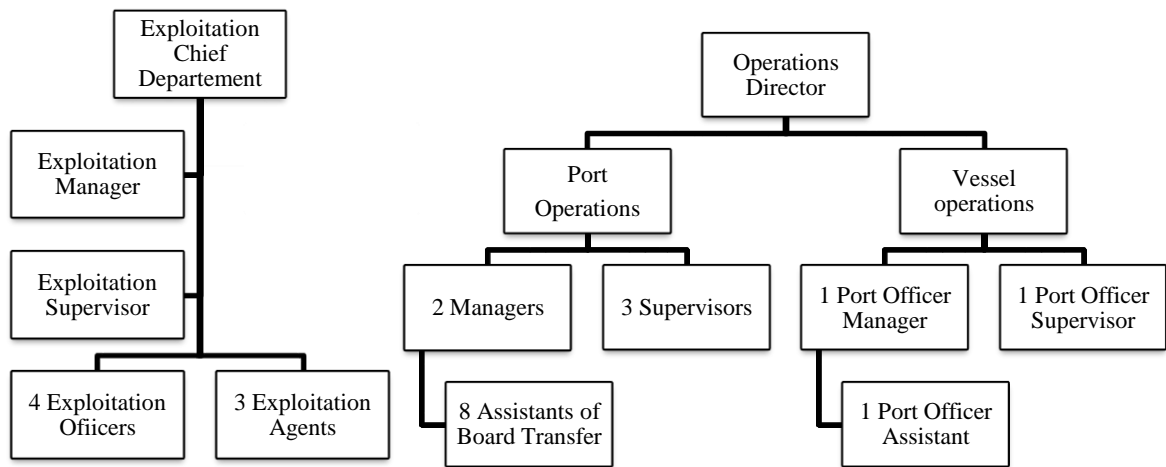 Exploitation
Chief
Departement
Exploitation
Manager
Exploitation
Supervisor
4 Exploitation
Ofiicers
3 Exploitation
Agents
Operations
Director
Port
Operations
Vessel
operations
2 Managers
3 Supervisors
1 Port Officer
Manager
1 Port Officer
Supervisor
8 Assistants of
Board Transfer
1 Port Officer
Assistant